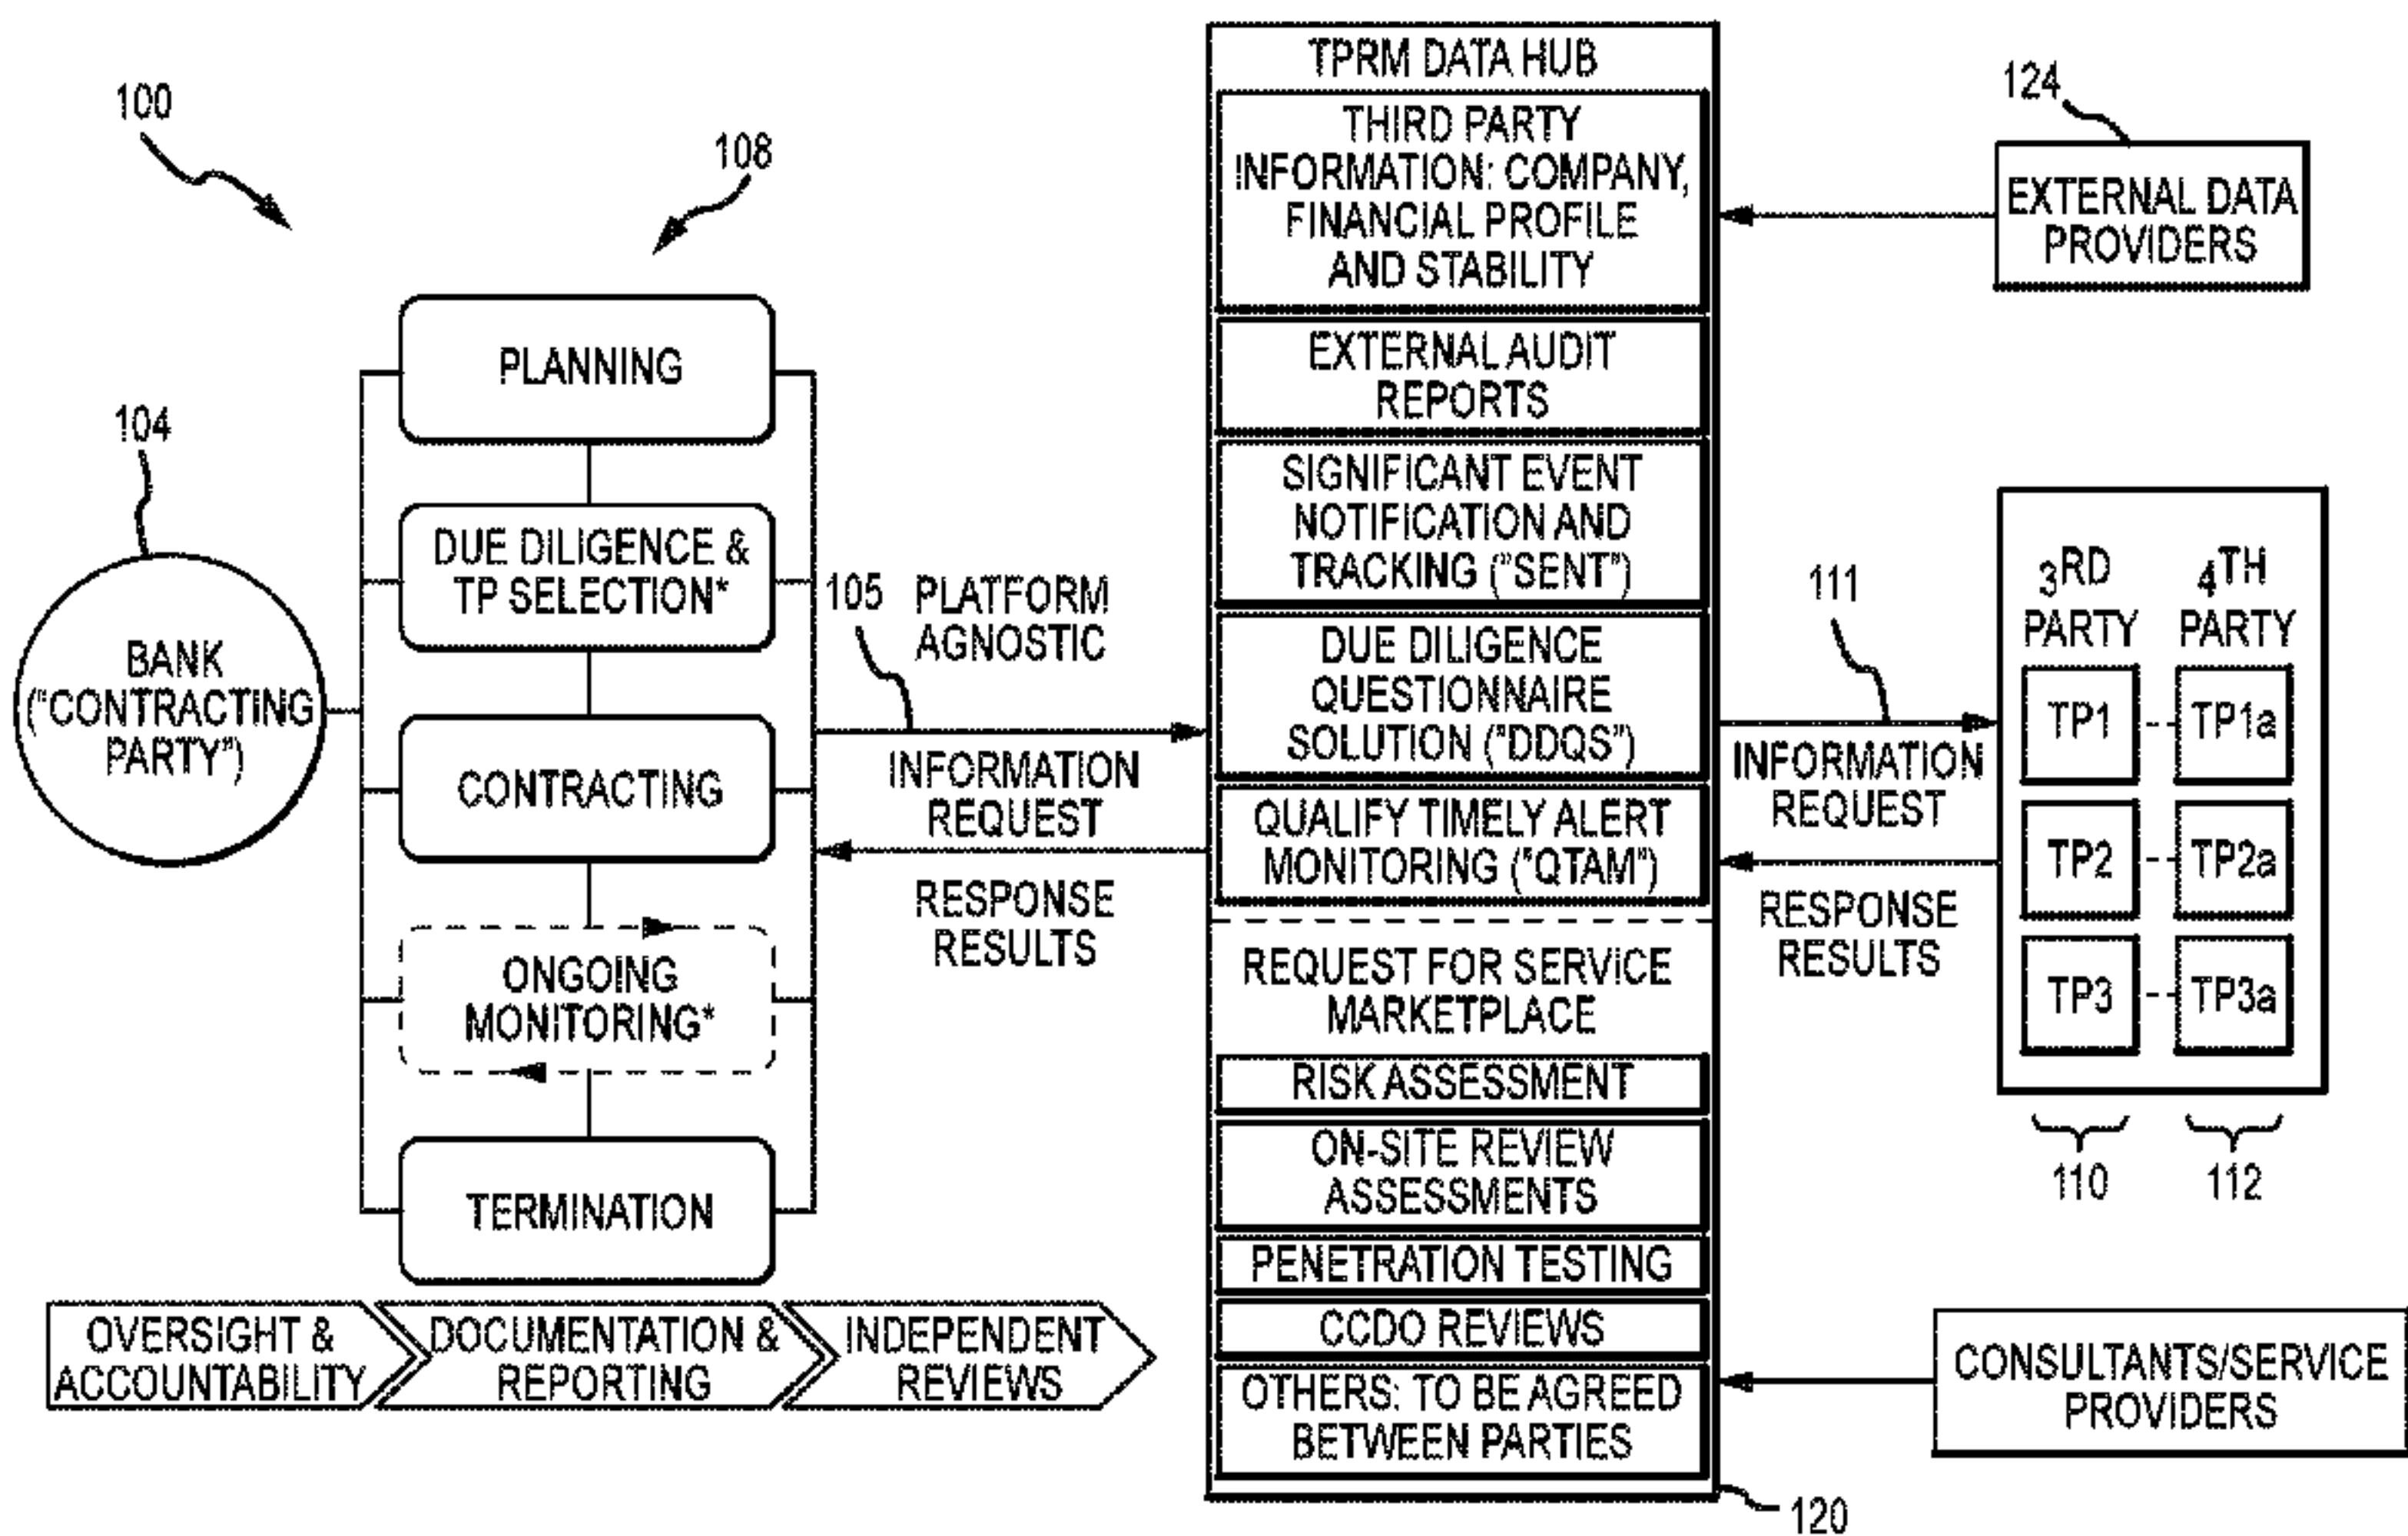 100
108
104
BANK
("CONTRACTING
PARTY")
PLANNING
DUE DILIGENCE &
TP SELECTION*
CONTRACTING
ONGOING
MONITORING*
TERMINATION
OVERSIGHT &
ACCOUNTABILITY
DOCUMENTATION &
REPORTING
INDEPENDENT
REVIEWS
105
PLATFORM
AGNOSTIC
INFORMATION
REQUEST
RESPONSE
RESULTS
TPRM DATA HUB
THIRD PARTY
INFORMATION: COMPANY,
FINANCIAL PROFILE
AND STABILITY
EXTERNAL AUDIT
REPORTS
SIGNIFICANT EVENT
NOTIFICATION AND
TRACKING ("SENT")
DUE DILIGENCE
QUESTIONNAIRE
SOLUTION ("DDQS")
QUALIFY TIMELY ALERT
MONITORING ("QTAM")
REQUEST FOR SERVICE
MARKETPLACE
RISK ASSESSMENT
ON-SITE REVIEW
ASSESSMENTS
PENETRATION TESTING
CCDO REVIEWS
OTHERS: TO BE AGREED
BETWEEN PARTIES
120
124
EXTERNAL DATA
PROVIDERS
111
INFORMATION
REQUEST
RESPONSE
RESULTS
3RD 4TH
PARTY PARTY
TP1 TP1a
TP2 TP2a
TP3 TP3a
110 112
CONSULTANTS/SERVICE
PROVIDERS